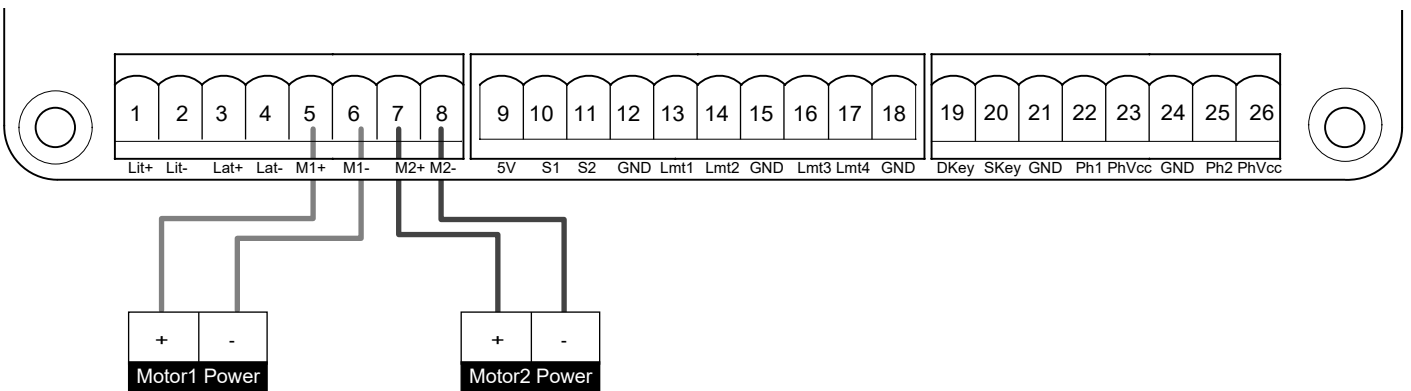 1 2 3 4 5 6 7 8 9 10 11 12 13 14 15 16 17 18 19 20 21 22 23 24 25 26
Lit+ Lit- Lat+ Lat- M1+ M1- M2+ M2- 5V S1 S2 GND Lmt1 Lmt2 GND Lmt3 Lmt4 GND DKey SKey GND Ph1 PhVcc GND Ph2 PhVcc
+ - + -
Motor1 Power Motor2 Power